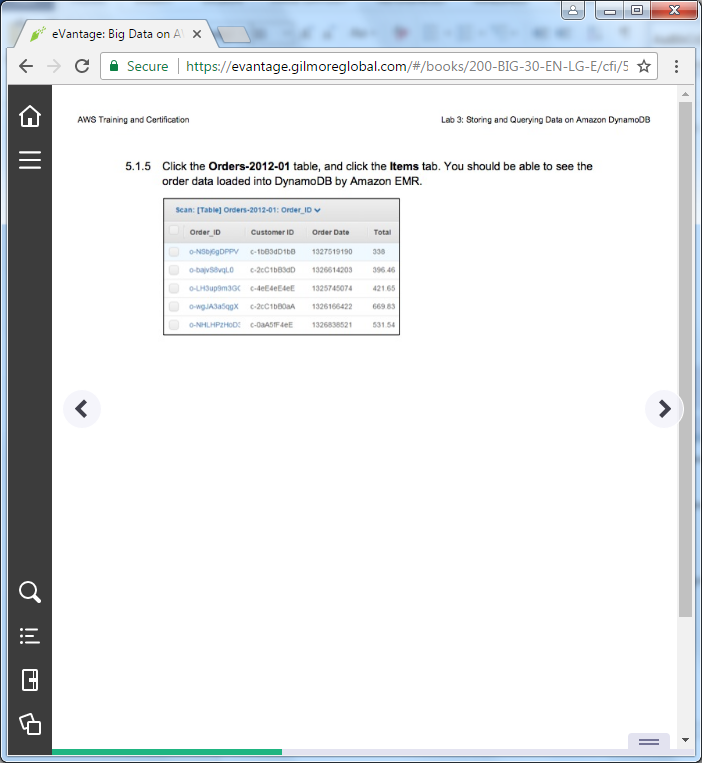 eVantage: Big Data on A
Secure | https://evantage.gilmoreglobal.com/#/books/200-BIG-30-EN-LG-E/cfi/5
AWS Training and Certification Lab 3: Storing and Querying Data on Amazon DynamoDB
5.1.5 Click the Orders-2012-01 table, and click the Items tab. You should be able to see the
order data loaded into DynamoDB by Amazon EMR.
Scan: [Table] Orders-2012-01: Order_ID
Order_ID Customer ID Order Date Total
o-NSbj6gDPPV c-1bB3dD1bB 1327519190 338
o-bajvS8vqL0 c-2cC1bB3dD 1326614203 396.46
o-LH3up9m3G c-4eE4eE4eE 1325745074 421.65
o-wgJA3a5qgX c-2cC1bB0aA 1326166422 669.83
o-NHLHPzHoD c-0aA5fF4eE 1326838521 531.54